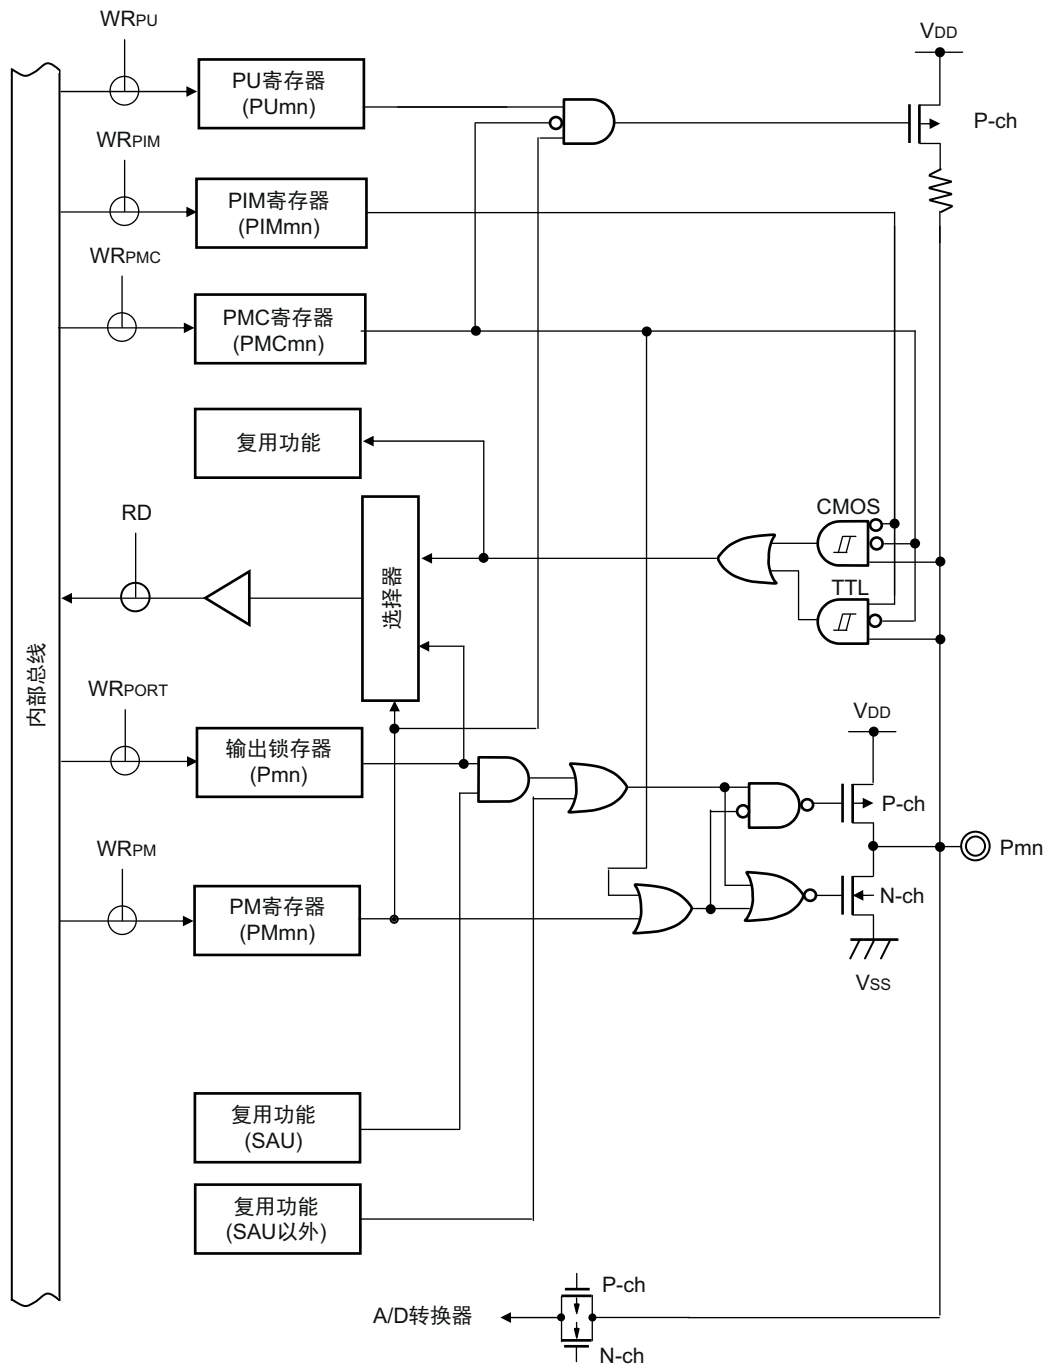 WRPU
PU寄存器
(PUmn)
VDD
P-ch
WRPIM
PIM寄存器
(PIMmn)
WRPMC
PMC寄存器
(PMCmn)
复用功能
CMOS
RD
选择器
TTL
内部总线
WRPORT
输出锁存器
(Pmn)
VDD
P-ch
Pmn
WRPM
PM寄存器
(PMmn)
N-ch
VSS
复用功能
(SAU)
复用功能
(SAU以外)
P-ch
A/D转换器
N-ch